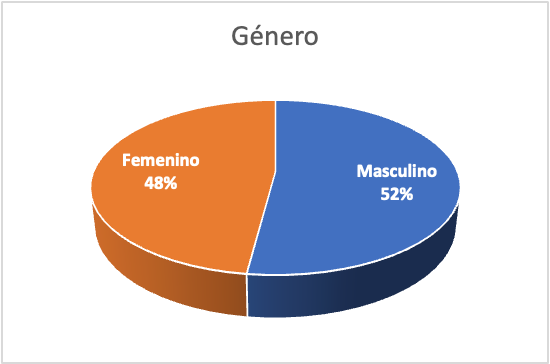 Género
Femenino
48%
Masculino
52%